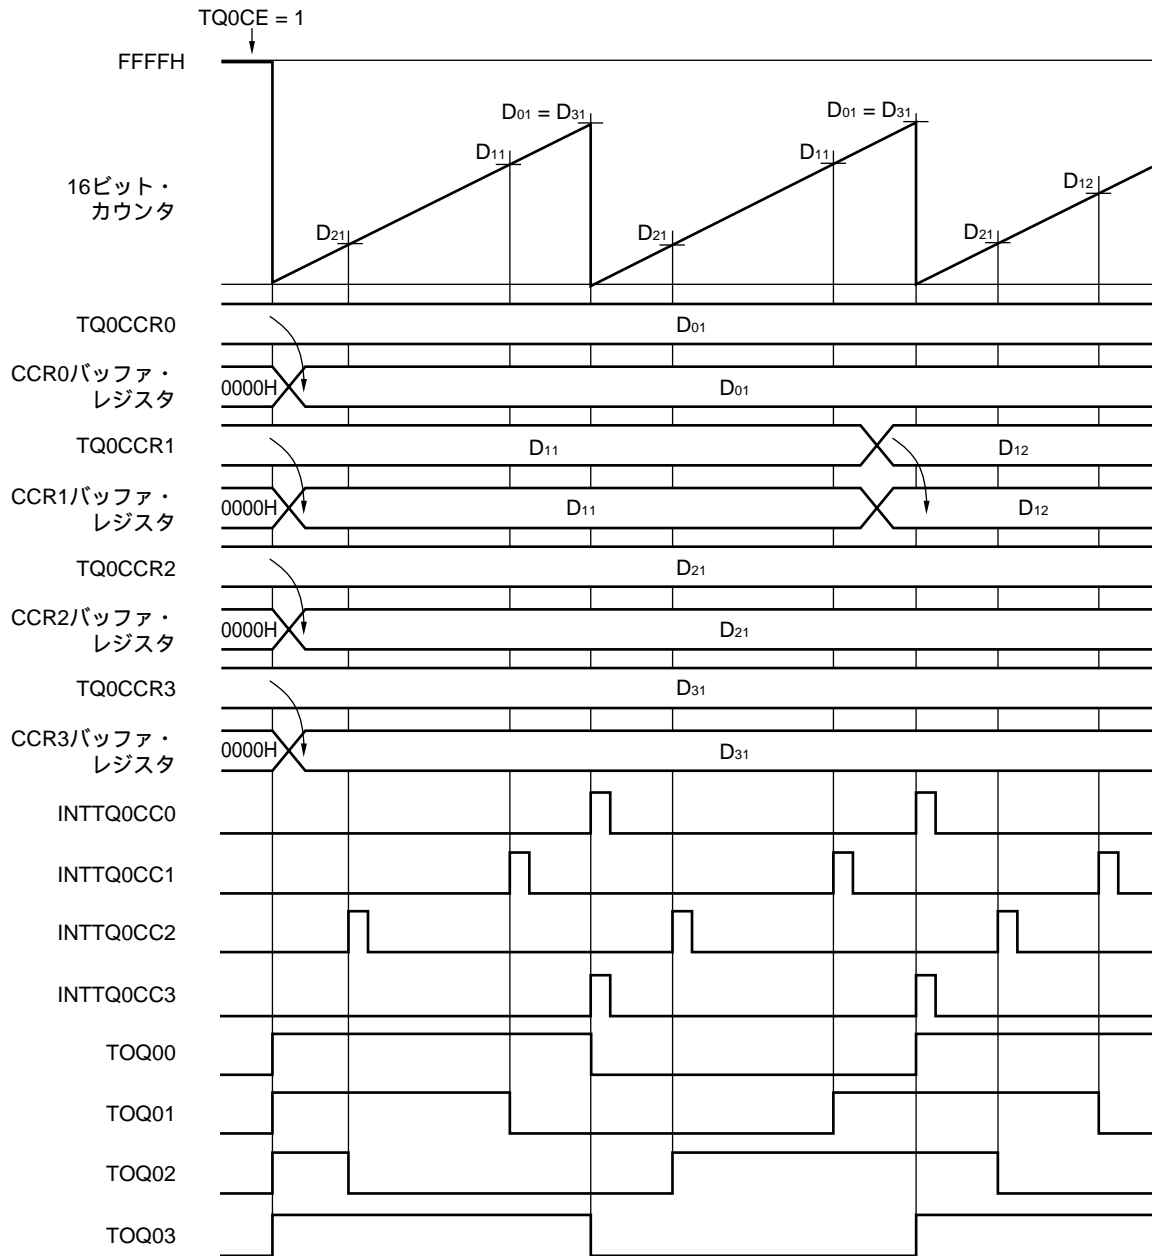 TQ0CE = 1
FFFFH
D01 = D31
D01 = D31
D11
D11
D12
16ビット・
カウンタ
D21
D21
D21
TQ0CCR0
D01
CCR0バッファ・
レジスタ
0000H
D01
TQ0CCR1
D11
D12
CCR1バッファ・
レジスタ
0000H
D11
D12
TQ0CCR2
D21
CCR2バッファ・
レジスタ
0000H
D21
TQ0CCR3
D31
CCR3バッファ・
レジスタ
0000H
D31
INTTQ0CC0
INTTQ0CC1
INTTQ0CC2
INTTQ0CC3
TOQ00
TOQ01
TOQ02
TOQ03